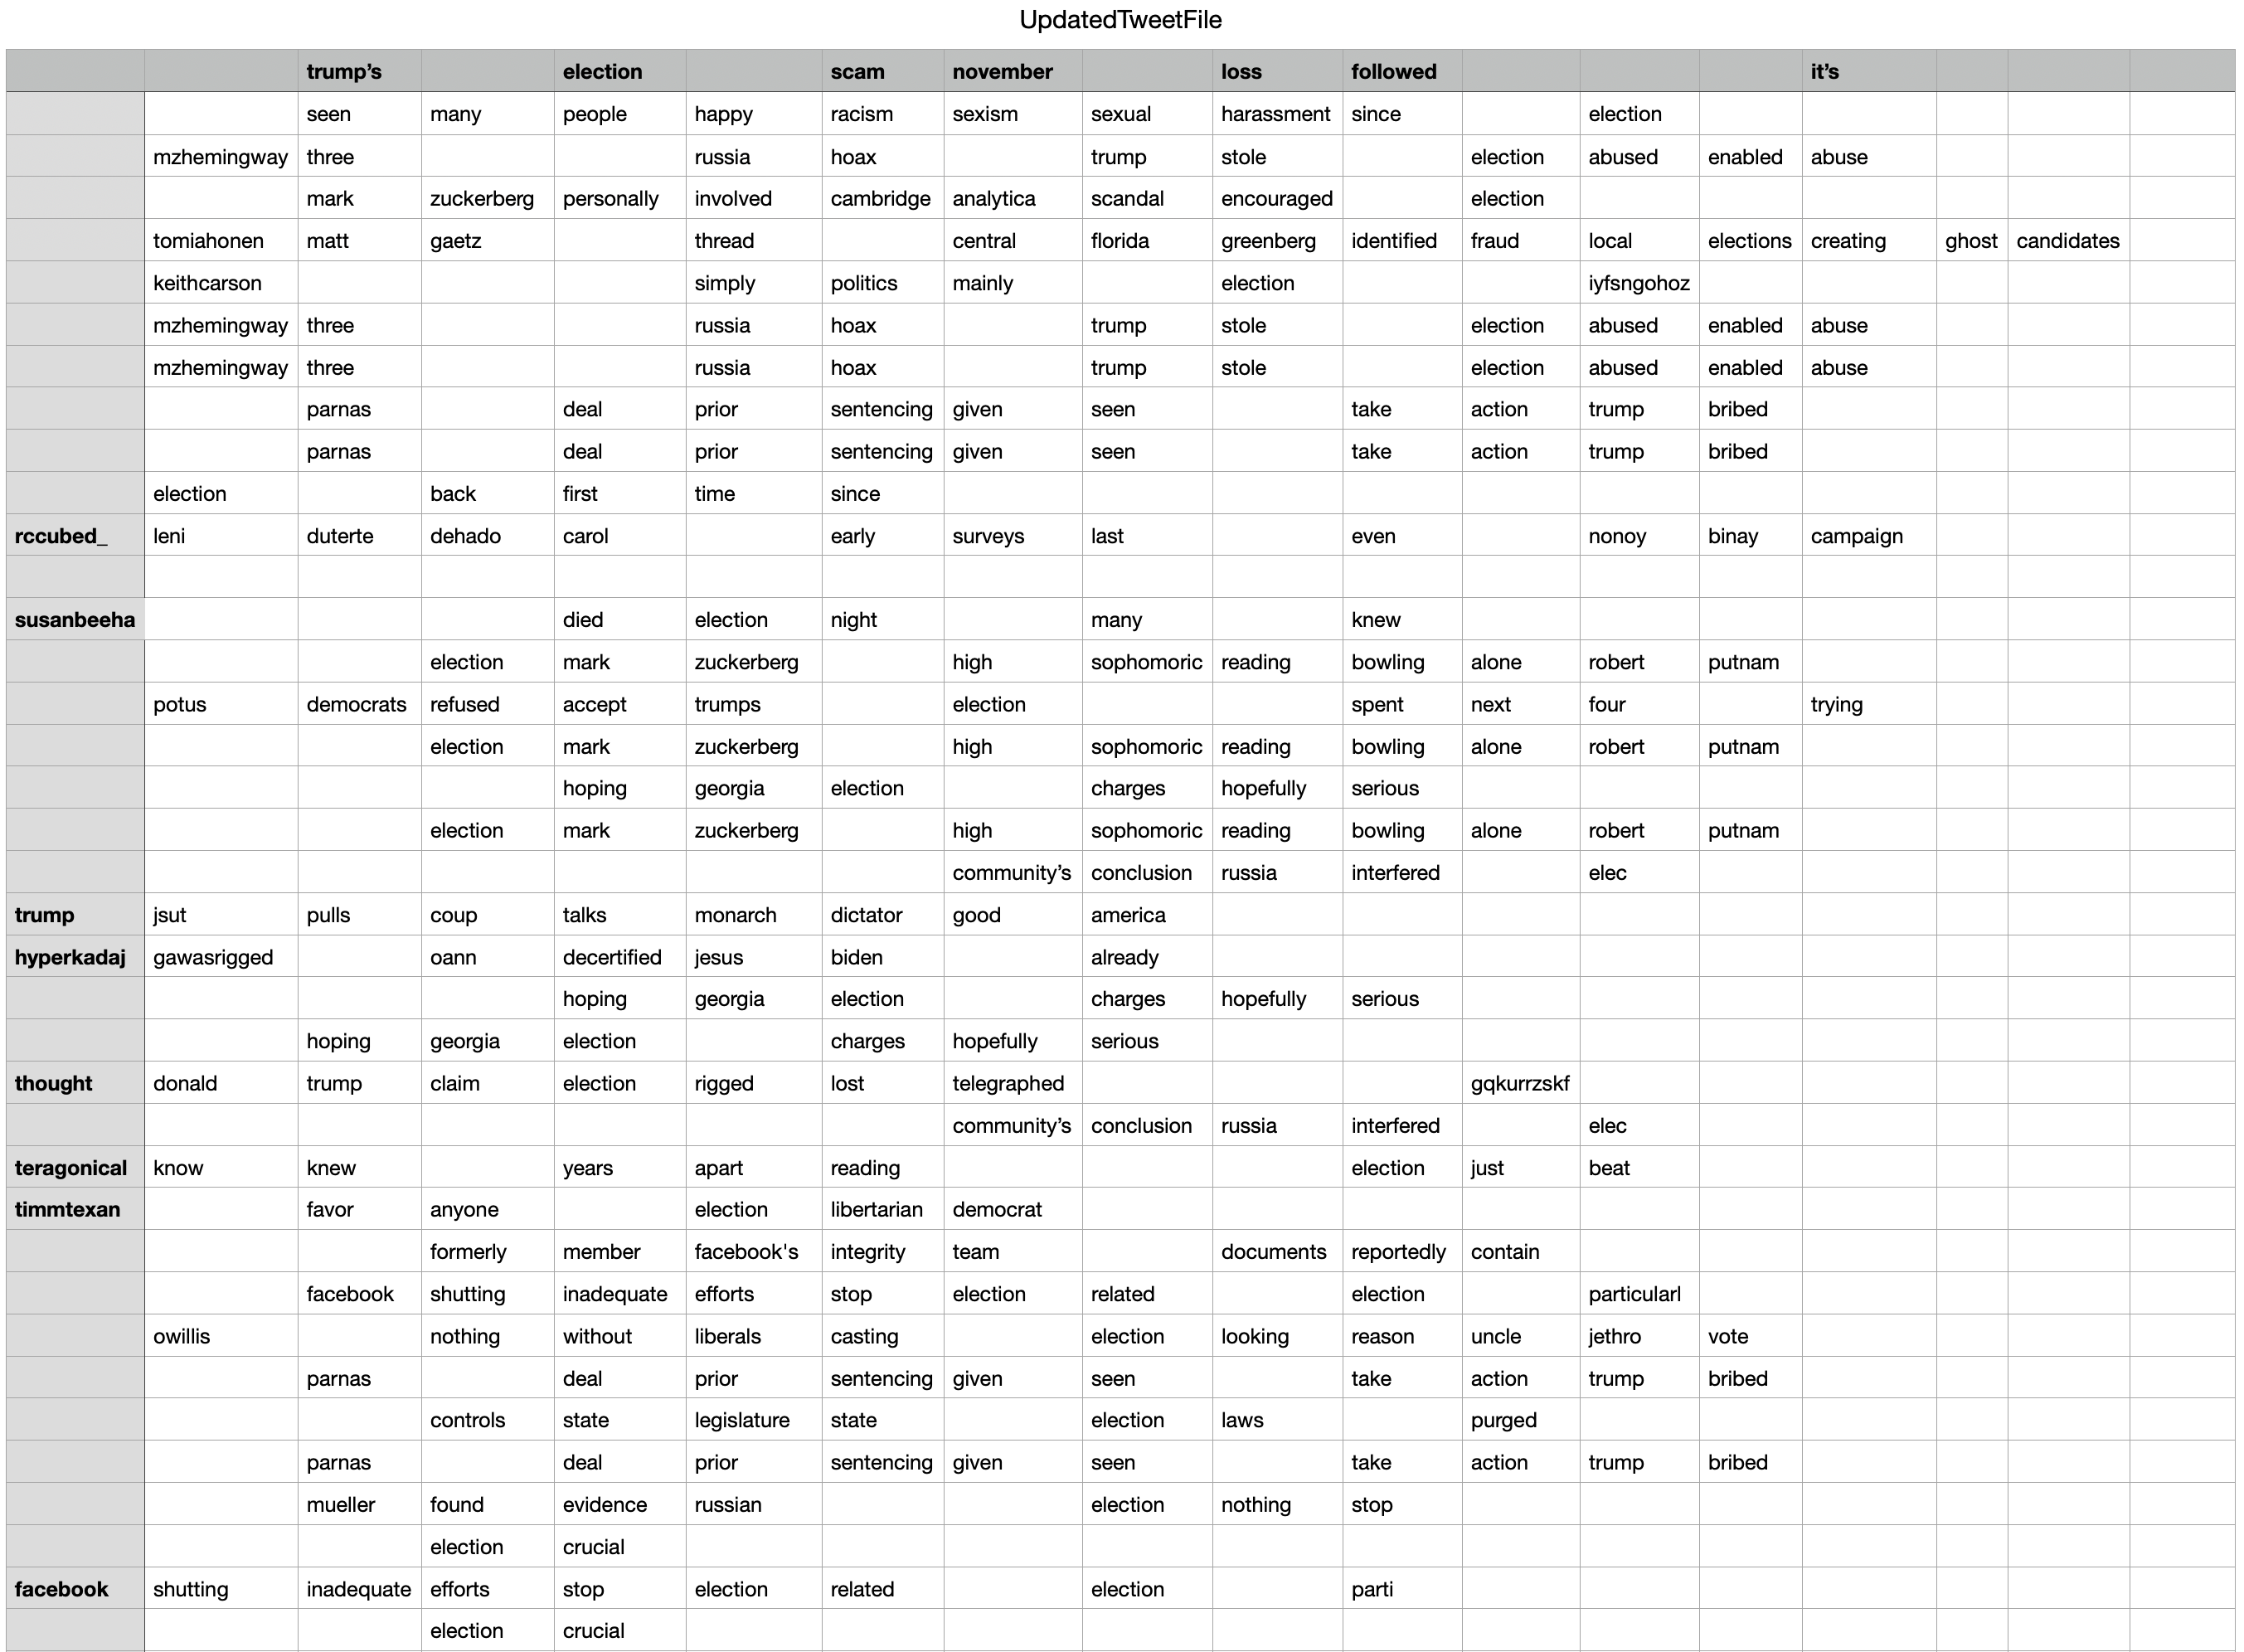 UpdatedTweetFile
trump’s election scam november loss followed it’s
seen many people happy racism sexism sexual harassment since election
mzhemingway three russia hoax trump stole election abused enabled abuse
mark zuckerberg personally involved cambridge analytica scandal encouraged election
tomiahonen matt gaetz thread central florida greenberg identified fraud local elections creating ghost candidates
keithcarson simply politics mainly election iyfsngohoz
mzhemingway three russia hoax trump stole election abused enabled abuse
mzhemingway three russia hoax trump stole election abused enabled abuse
parnas deal prior sentencing given seen take action trump bribed
parnas deal prior sentencing given seen take action trump bribed
election back first time since
rccubed_ leni duterte dehado carol early surveys last even nonoy binay campaign
susanbeeha died election night many knew
election mark zuckerberg high sophomoric reading bowling alone robert putnam
potus democrats refused accept trumps election spent next four trying
election mark zuckerberg high sophomoric reading bowling alone robert putnam
hoping georgia election charges hopefully serious
election mark zuckerberg high sophomoric reading bowling alone robert putnam
community’s conclusion russia interfered elec
trump jsut pulls coup talks monarch dictator good america
hyperkadaj gawasrigged oann decertified jesus biden already
hoping georgia election charges hopefully serious
hoping georgia election charges hopefully serious
thought donald trump claim election rigged lost telegraphed gqkurrzskf
community’s conclusion russia interfered elec
teragonical know knew years apart reading election just beat
timmtexan favor anyone election libertarian democrat
formerly member facebook's integrity team documents reportedly contain
facebook shutting inadequate efforts stop election related election particularl
owillis nothing without liberals casting election looking reason uncle jethro vote
parnas deal prior sentencing given seen take action trump bribed
controls state legislature state election laws purged
parnas deal prior sentencing given seen take action trump bribed
mueller found evidence russian election nothing stop
election crucial
facebook shutting inadequate efforts stop election related election parti
election crucial